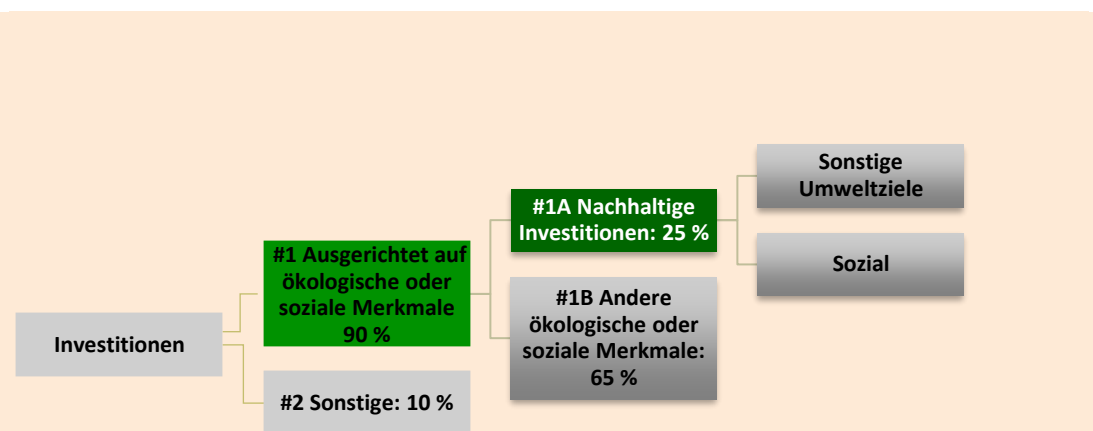 Investitionen
#1 Ausgerichtet auf
ökologische oder
soziale Merkmale
90 %
#2 Sonstige: 10 %
#1A Nachhaltige
Investitionen: 25 %
#1B Andere
ökologische oder
soziale Merkmale:
65 %
Sonstige
Umweltziele
Sozial